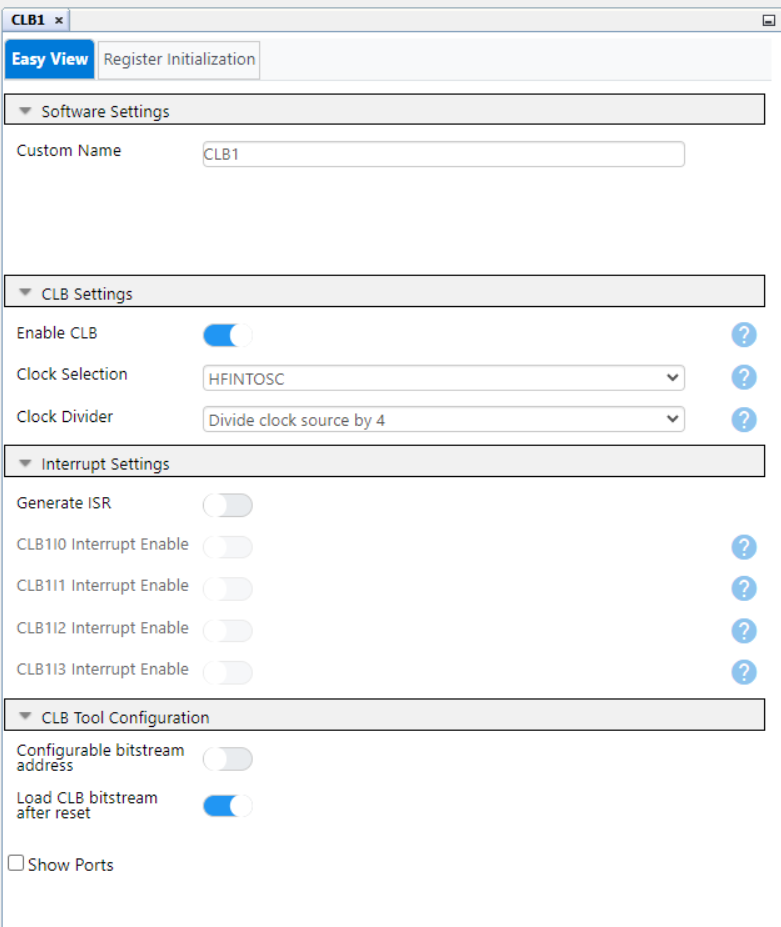 CLB1 ×
Easy View Register Initialization
Software Settings
Custom Name CLB1
CLB Settings
Enable CLB ?
Clock Selection HFINTOSC ?
Clock Divider Divide clock source by 4 ?
Interrupt Settings
Generate ISR
CLB1I0 Interrupt Enable ?
CLB1I1 Interrupt Enable ?
CLB1I2 Interrupt Enable ?
CLB1I3 Interrupt Enable ?
CLB Tool Configuration
Configurable bitstream
address
Load CLB bitstream
after reset
Show Ports